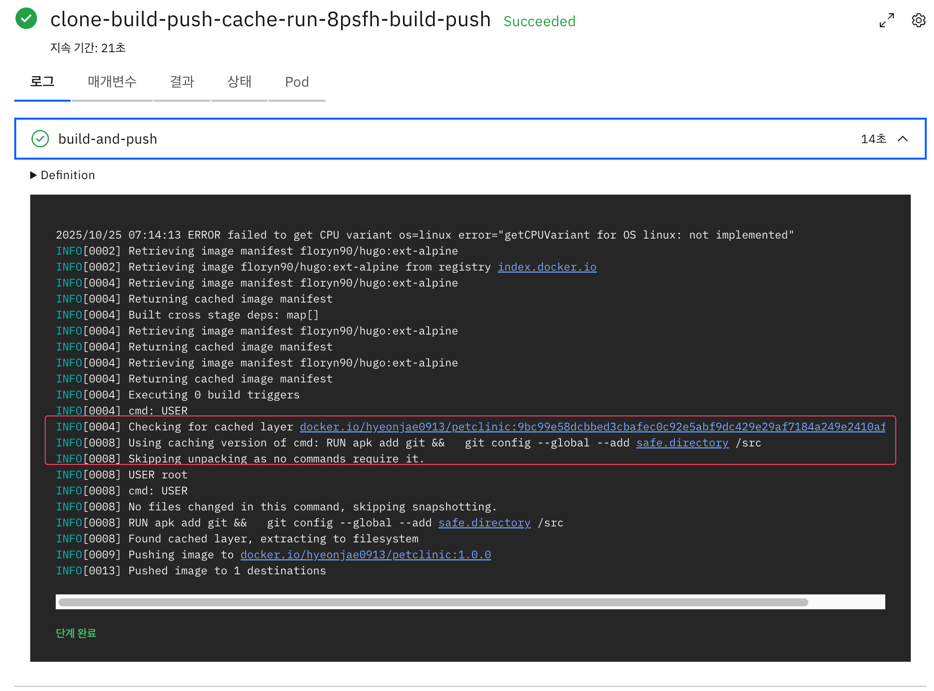 clone-build-push-cache-run-8psfh-build-push Succeeded
지속 기간: 21초
로그 매개변수 결과 상태 Pod
build-and-push 14초
Definition
2025/10/25 07:14:13 ERROR failed to get CPU variant os=linux error="getCPUVariant for OS linux: not implemented"
INFO[0002] Retrieving image manifest floryn90/hugo:ext-alpine
INFO[0002] Retrieving image floryn90/hugo:ext-alpine from registry index.docker.io
INFO[0004] Retrieving image manifest floryn90/hugo:ext-alpine
INFO[0004] Returning cached image manifest
INFO[0004] Built cross stage deps: map[]
INFO[0004] Retrieving image manifest floryn90/hugo:ext-alpine
INFO[0004] Returning cached image manifest
INFO[0004] Retrieving image manifest floryn90/hugo:ext-alpine
INFO[0004] Returning cached image manifest
INFO[0004] Executing 0 build triggers
INFO[0004] cmd: USER
INFO[0004] Checking for cached layer docker.io/hyeonjae0913/petclinic:9bc99e58dcbbed3cbafec0c92e5abf9dc429e29af7184a249e2410af
INFO[0008] Using caching version of cmd: RUN apk add git &&   git config --global --add safe.directory /src
INFO[0008] Skipping unpacking as no commands require it.
INFO[0008] USER root
INFO[0008] cmd: USER
INFO[0008] No files changed in this command, skipping snapshotting.
INFO[0008] RUN apk add git &&   git config --global --add safe.directory /src
INFO[0008] Found cached layer, extracting to filesystem
INFO[0009] Pushing image to docker.io/hyeonjae0913/petclinic:1.0.0
INFO[0013] Pushed image to 1 destinations
단계 완료